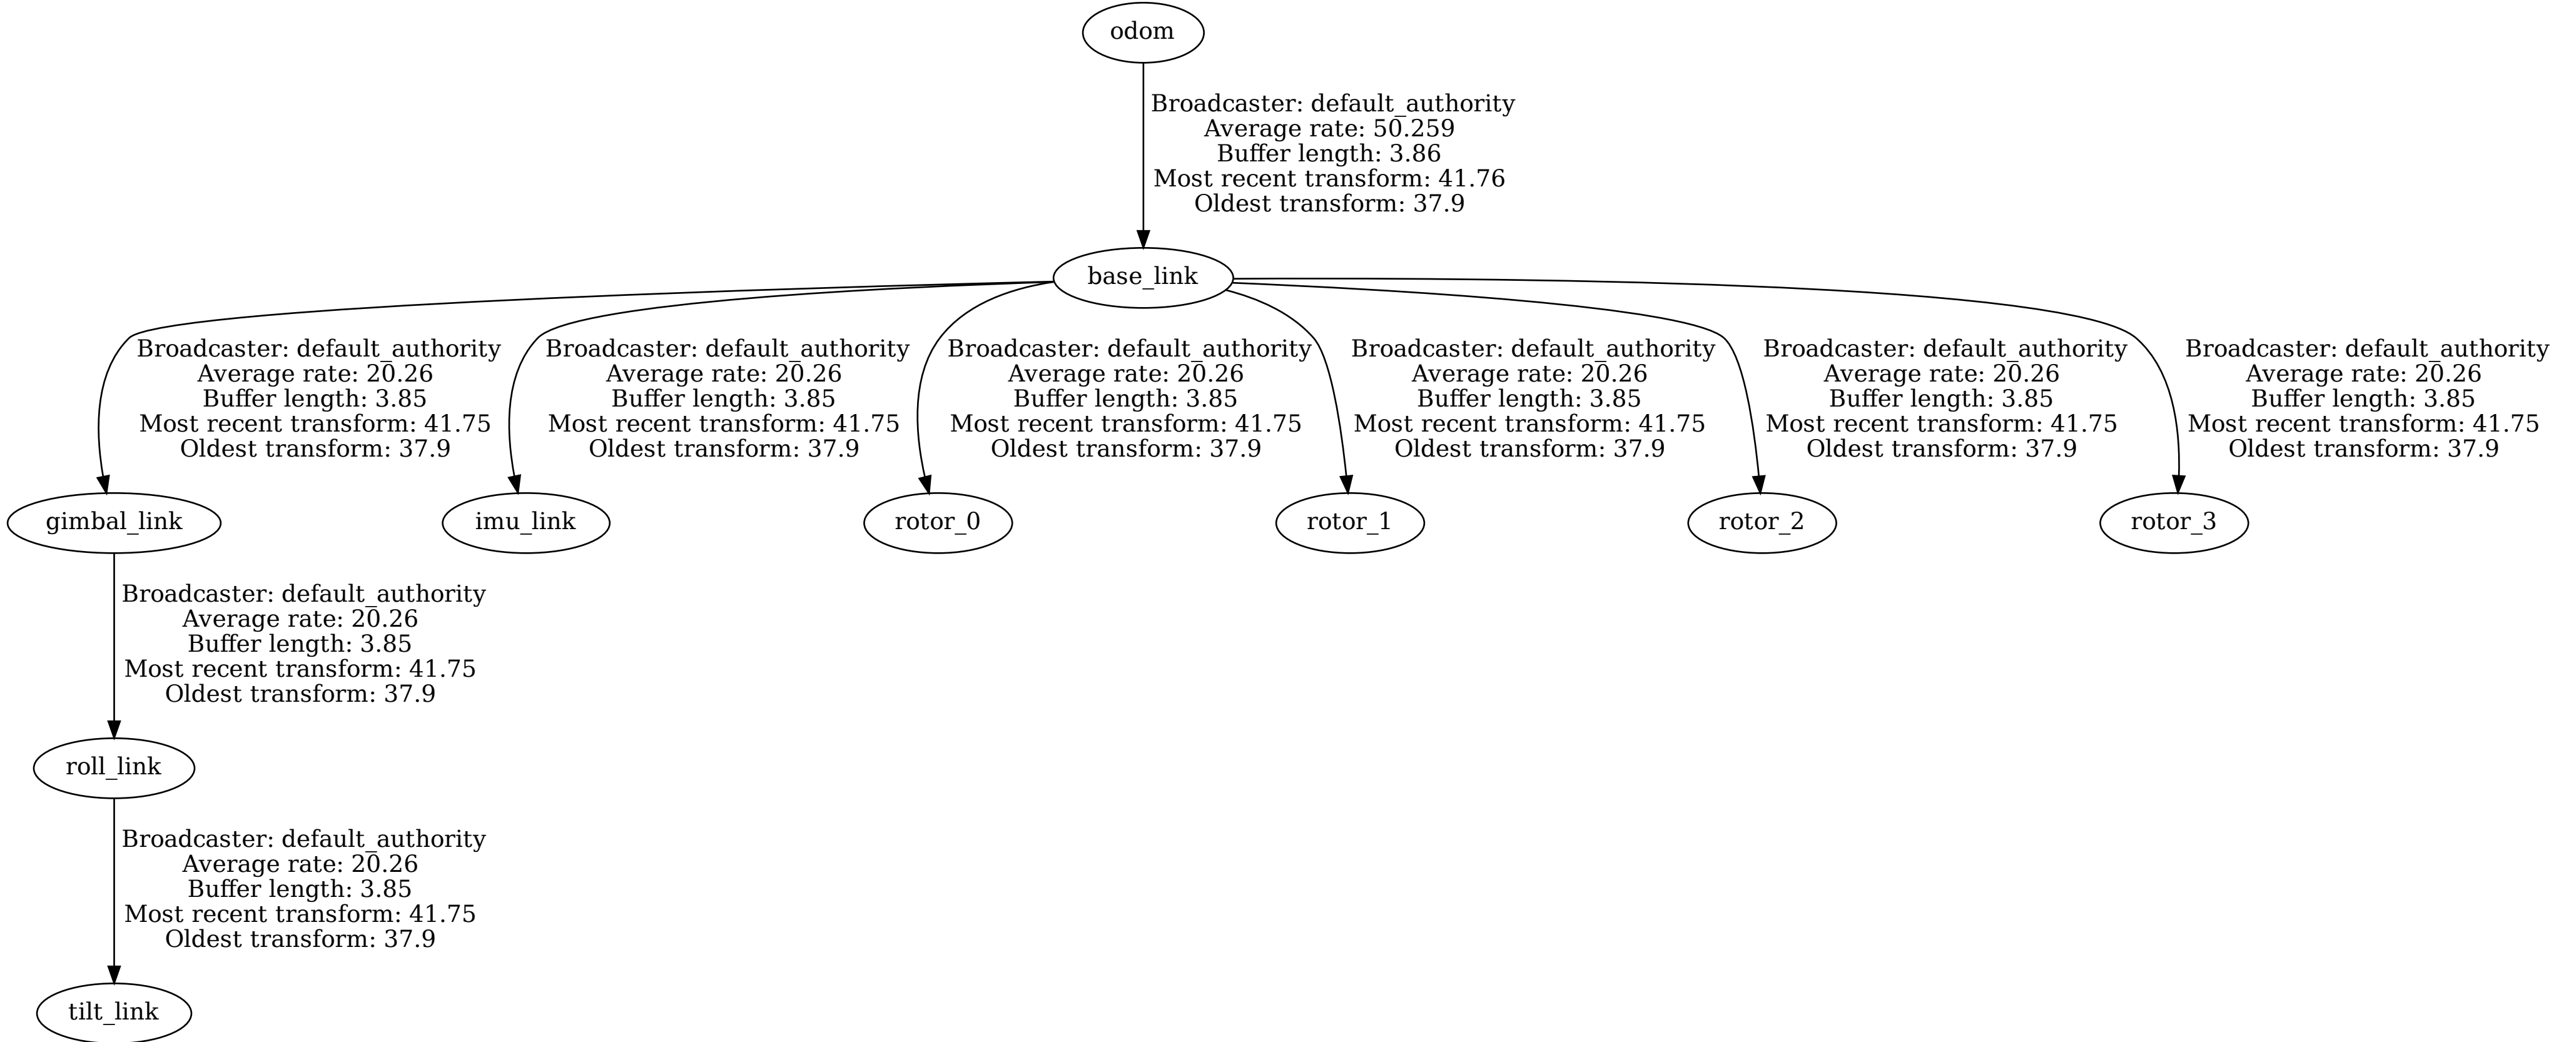 odom
Broadcaster: default_authority
Average rate: 50.259
Buffer length: 3.86
Most recent transform: 41.76
Oldest transform: 37.9
base_link
Broadcaster: default_authority
Average rate: 20.26
Buffer length: 3.85
Most recent transform: 41.75
Oldest transform: 37.9
Broadcaster: default_authority
Average rate: 20.26
Buffer length: 3.85
Most recent transform: 41.75
Oldest transform: 37.9
Broadcaster: default_authority
Average rate: 20.26
Buffer length: 3.85
Most recent transform: 41.75
Oldest transform: 37.9
Broadcaster: default_authority
Average rate: 20.26
Buffer length: 3.85
Most recent transform: 41.75
Oldest transform: 37.9
Broadcaster: default_authority
Average rate: 20.26
Buffer length: 3.85
Most recent transform: 41.75
Oldest transform: 37.9
Broadcaster: default_authority
Average rate: 20.26
Buffer length: 3.85
Most recent transform: 41.75
Oldest transform: 37.9
gimbal_link
imu_link
rotor_0
rotor_1
rotor_2
rotor_3
Broadcaster: default_authority
Average rate: 20.26
Buffer length: 3.85
Most recent transform: 41.75
Oldest transform: 37.9
roll_link
Broadcaster: default_authority
Average rate: 20.26
Buffer length: 3.85
Most recent transform: 41.75
Oldest transform: 37.9
tilt_link